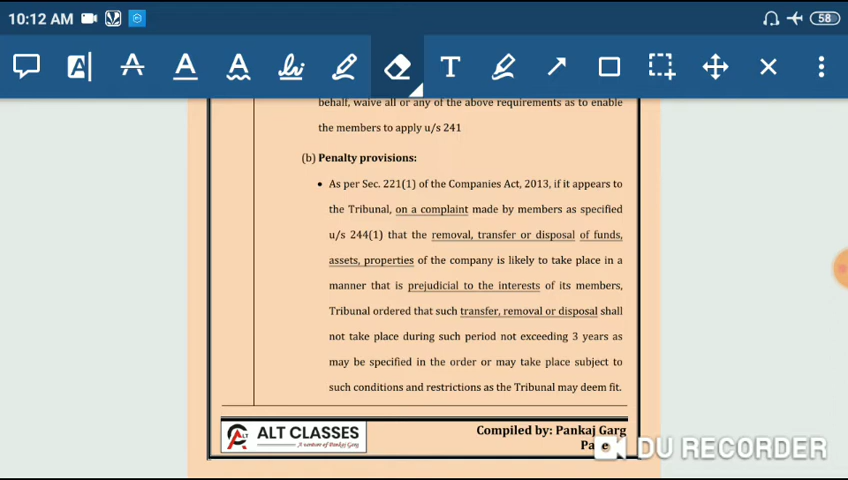 10:12 AM
58
T
behalf, waive all or any of the above requirements as to enable
the members to apply u/s 241
(b) Penalty provisions:
• As per Sec. 221(1) of the Companies Act, 2013, if it appears to
the Tribunal, on a complaint made by members as specified
u/s 244(1) that the removal, transfer or disposal of funds,
assets, properties of the company is likely to take place in a
manner that is prejudicial to the interests of its members,
Tribunal ordered that such transfer, removal or disposal shall
not take place during such period not exceeding 3 years as
may be specified in the order or may take place subject to
such conditions and restrictions as the Tribunal may deem fit.
ALT
ALT CLASSES
A venture of Pankaj Garg
Compiled by: Pankaj Garg
DU RECORDER